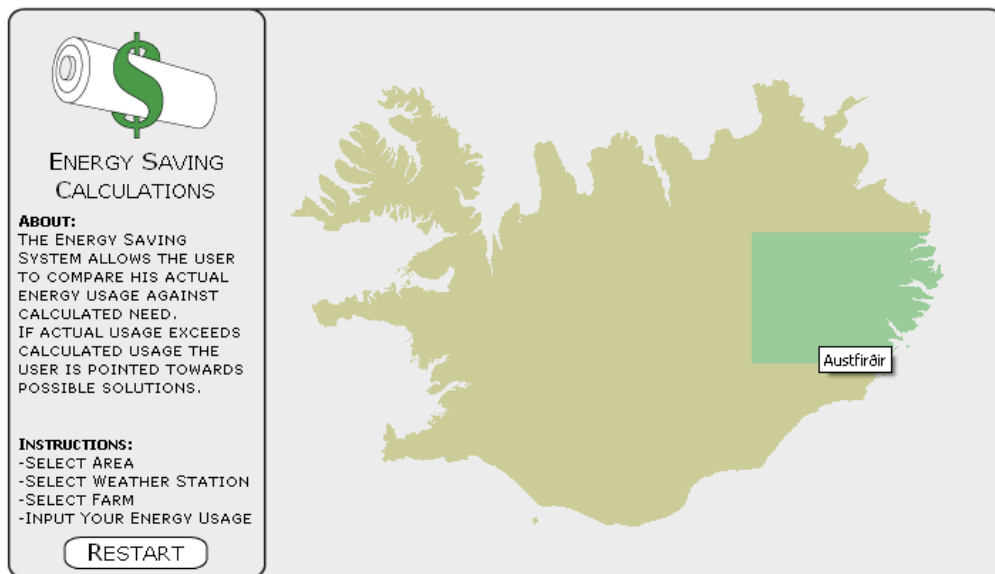 $
ENERGY SAVING
CALCULATIONS
ABOUT:
THE ENERGY SAVING
SYSTEM ALLOWS THE USER
TO COMPARE HIS ACTUAL
ENERGY USAGE AGAINST
CALCULATED NEED.
IF ACTUAL USAGE EXCEEDS
CALCULATED USAGE THE
USER IS POINTED TOWARDS
POSSIBLE SOLUTIONS.
INSTRUCTIONS:
-SELECT AREA
-SELECT WEATHER STATION
-SELECT FARM
-INPUT YOUR ENERGY USAGE
RESTART
Austfirðir